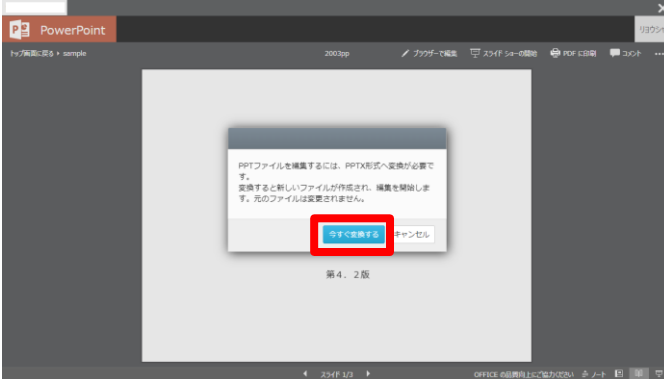 PowerPoint
トップ画面に戻る ▸ sample
2003pp
ブラウザーで編集
スライド ショーの開始
PDF に印刷
コメント
PPTファイルを編集するには、PPTX形式へ変換が必要で
す。
変換すると新しいファイルが作成され、編集を開始しま
す。元のファイルは変更されません。
今すぐ変換する
キャンセル
第4．2版
スライド 1/3
OFFICE の品質向上にご協力ください
ノート